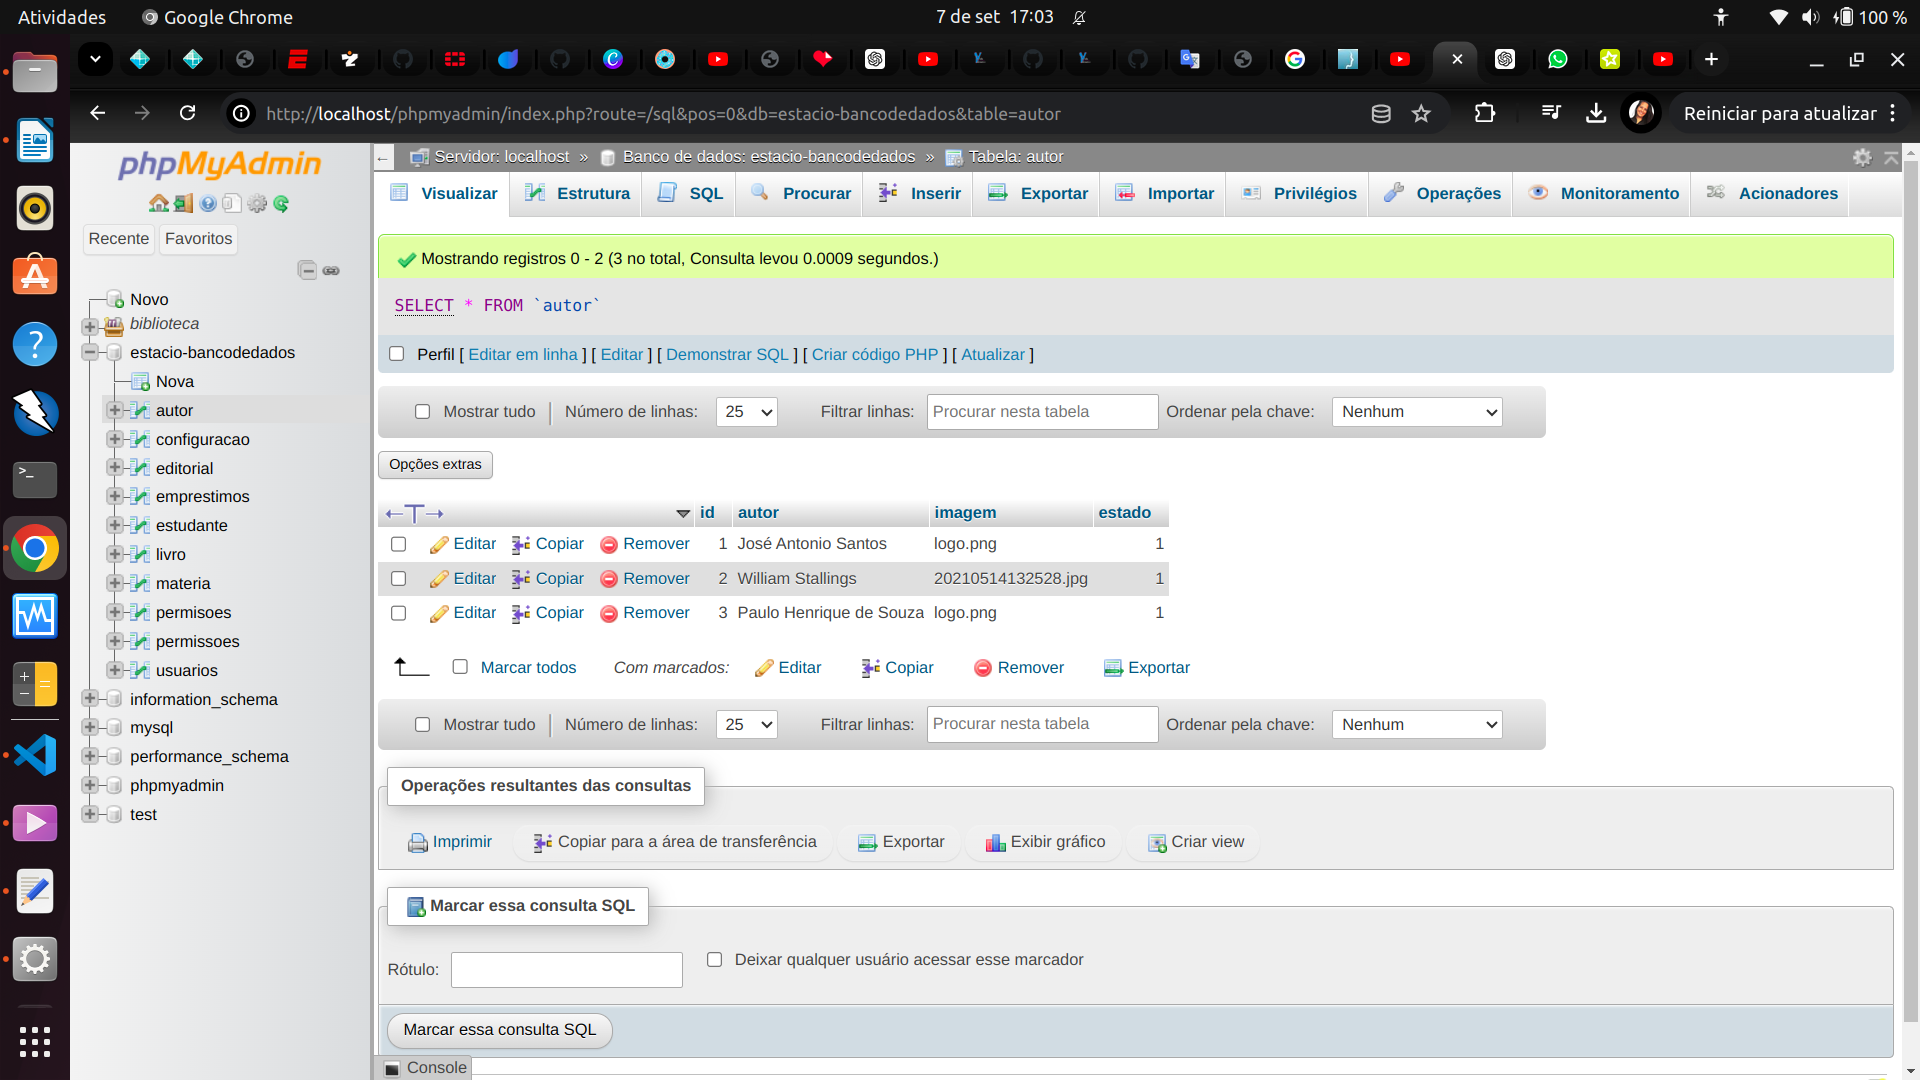 Atividades
Google Chrome
7 de set 17:03
100 %
http://localhost/phpmyadmin/index.php?route=/sql&pos=0&db=estacio-bancodedados&table=autor
Reiniciar para atualizar
phpMyAdmin
Recente
Favoritos
Novo
biblioteca
estacio-bancodedados
Nova
autor
configuracao
editorial
emprestimos
estudante
livro
materia
permisoes
permissoes
usuarios
information_schema
mysql
performance_schema
phpmyadmin
test
Servidor: localhost » Banco de dados: estacio-bancodedados » Tabela: autor
Visualizar Estrutura SQL Procurar Inserir Exportar Importar Privilégios Operações Monitoramento Acionadores
Mostrando registros 0 - 2 (3 no total, Consulta levou 0.0009 segundos.)
SELECT * FROM `autor`
Perfil [ Editar em linha ] [ Editar ] [ Demonstrar SQL ] [ Criar código PHP ] [ Atualizar ]
Mostrar tudo Número de linhas: 25 Filtrar linhas: Procurar nesta tabela Ordenar pela chave: Nenhum
Opções extras
id autor imagem estado
Editar Copiar Remover 1 José Antonio Santos logo.png 1
Editar Copiar Remover 2 William Stallings 20210514132528.jpg 1
Editar Copiar Remover 3 Paulo Henrique de Souza logo.png 1
Marcar todos Com marcados: Editar Copiar Remover Exportar
Mostrar tudo Número de linhas: 25 Filtrar linhas: Procurar nesta tabela Ordenar pela chave: Nenhum
Operações resultantes das consultas
Imprimir Copiar para a área de transferência Exportar Exibir gráfico Criar view
Marcar essa consulta SQL
Rótulo: Deixar qualquer usuário acessar esse marcador
Marcar essa consulta SQL
Console